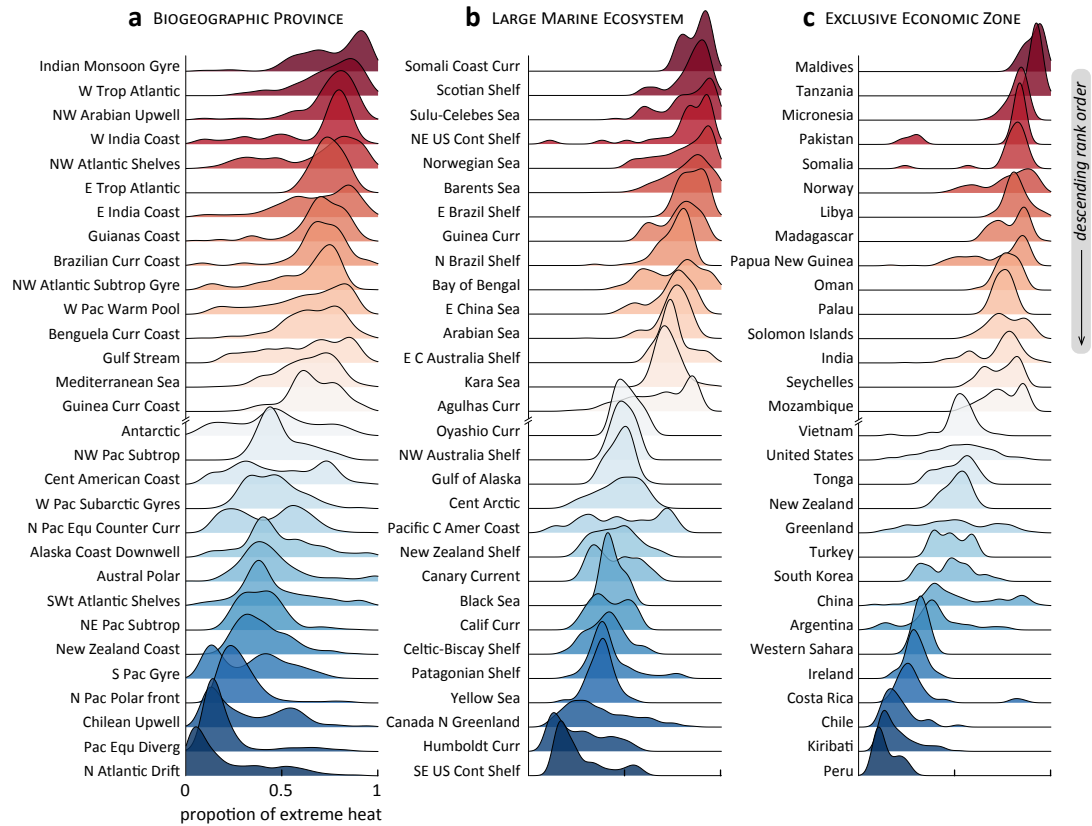 a BIOGEOGRAPHIC PROVINCE
Indian Monsoon Gyre
W Trop Atlantic
NW Arabian Upwell
W India Coast
NW Atlantic Shelves
E Trop Atlantic
E India Coast
Guianas Coast
Brazilian Curr Coast
NW Atlantic Subtrop Gyre
W Pac Warm Pool
Benguela Curr Coast
Gulf Stream
Mediterranean Sea
Guinea Curr Coast
Antarctic
NW Pac Subtrop
Cent American Coast
W Pac Subarctic Gyres
N Pac Equ Counter Curr
Alaska Coast Downwell
Austral Polar
SWt Atlantic Shelves
NE Pac Subtrop
New Zealand Coast
S Pac Gyre
N Pac Polar front
Chilean Upwell
Pac Equ Diverg
N Atlantic Drift
0 0.5 1
propotion of extreme heat
b LARGE MARINE ECOSYSTEM
Somali Coast Curr
Scotian Shelf
Sulu-Celebes Sea
NE US Cont Shelf
Norwegian Sea
Barents Sea
E Brazil Shelf
Guinea Curr
N Brazil Shelf
Bay of Bengal
E China Sea
Arabian Sea
E C Australia Shelf
Kara Sea
Agulhas Curr
Oyashio Curr
NW Australia Shelf
Gulf of Alaska
Cent Arctic
Pacific C Amer Coast
New Zealand Shelf
Canary Current
Black Sea
Calif Curr
Celtic-Biscay Shelf
Patagonian Shelf
Yellow Sea
Canada N Greenland
Humboldt Curr
SE US Cont Shelf
c EXCLUSIVE ECONOMIC ZONE
Maldives
Tanzania
Micronesia
Pakistan
Somalia
Norway
Libya
Madagascar
Papua New Guinea
Oman
Palau
Solomon Islands
India
Seychelles
Mozambique
Vietnam
United States
Tonga
New Zealand
Greenland
Turkey
South Korea
China
Argentina
Western Sahara
Ireland
Costa Rica
Chile
Kiribati
Peru
descending rank order